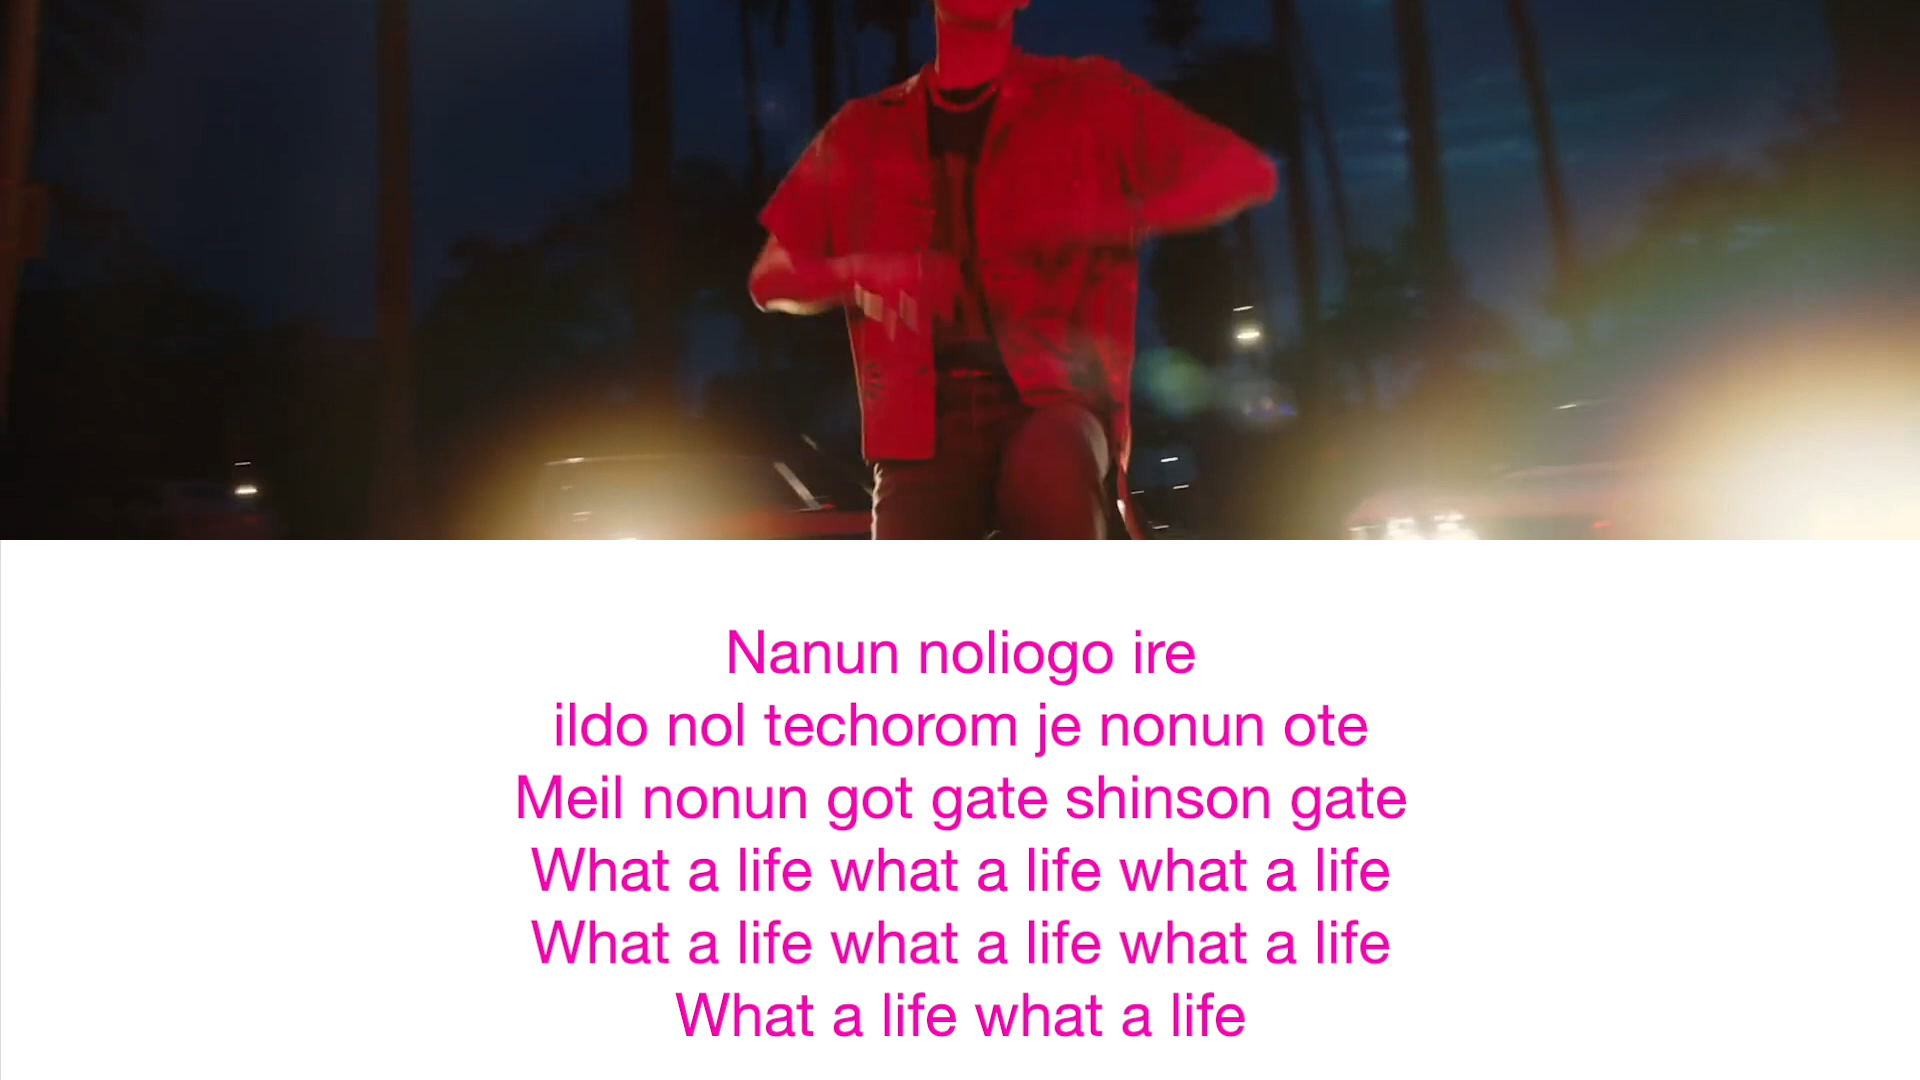 Nanun noliogo ire
ildo nol techorom je nonun ote
Meil nonun got gate shinson gate
What a life what a life what a life
What a life what a life what a life
What a life what a life